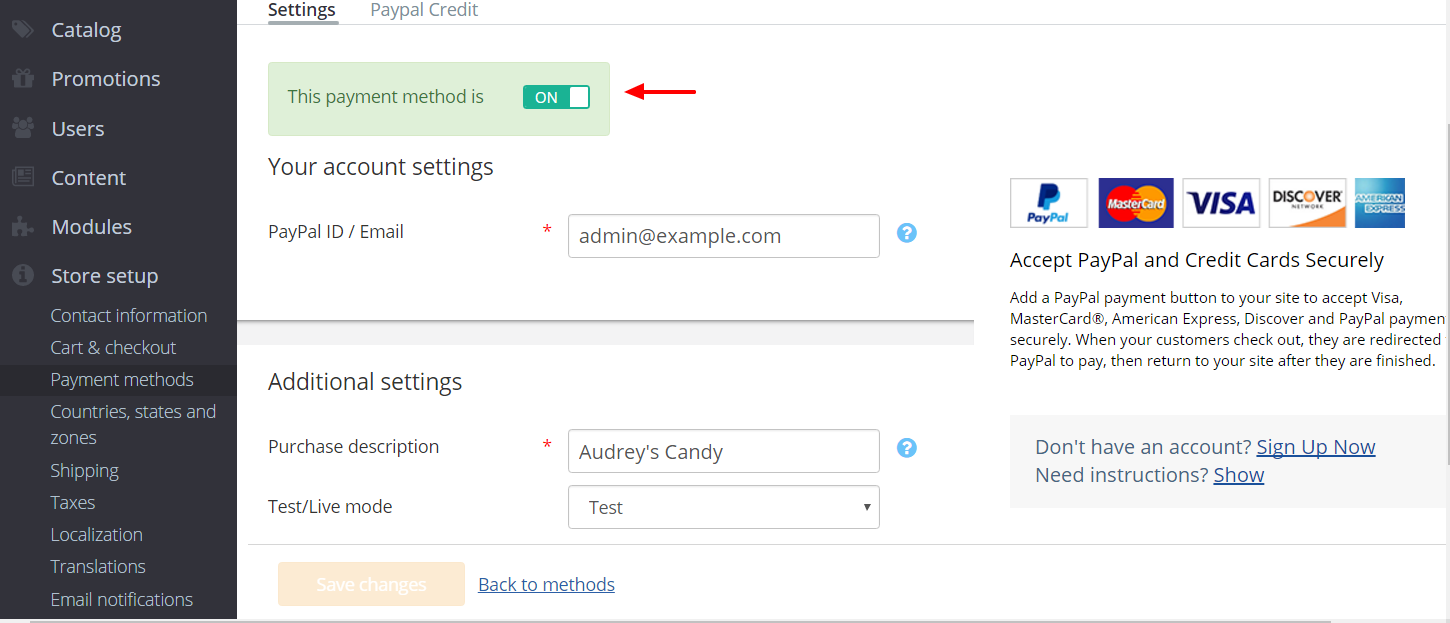 Catalog
Promotions
Users
Content
Modules
Store setup
Contact information
Cart & checkout
Payment methods
Countries, states and
zones
Shipping
Taxes
Localization
Translations
Email notifications
Settings Paypal Credit
This payment method is ON
Your account settings
PayPal ID / Email * admin@example.com ?
Additional settings
Purchase description * Audrey's Candy ?
Test/Live mode Test
Save changes Back to methods
PayPal MasterCard VISA DISCOVER NETWORK AMERICAN EXPRESS
Accept PayPal and Credit Cards Securely
Add a PayPal payment button to your site to accept Visa,
MasterCard®, American Express, Discover and PayPal paymen
securely. When your customers check out, they are redirected
PayPal to pay, then return to your site after they are finished.
Don't have an account? Sign Up Now
Need instructions? Show